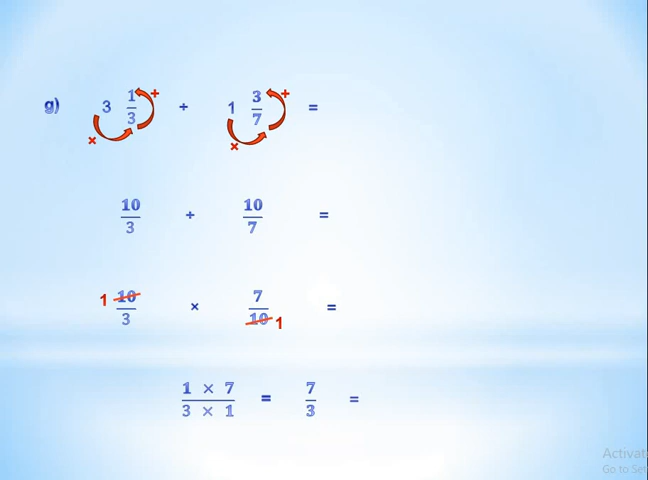 g) 3 1/3 ÷ 1 3/7 =
+ +
× ×
10/3 ÷ 10/7 =
1 10/3 × 7/10 1 =
1 × 7 / 3 × 1 = 7/3 =
Activat
Go to Set